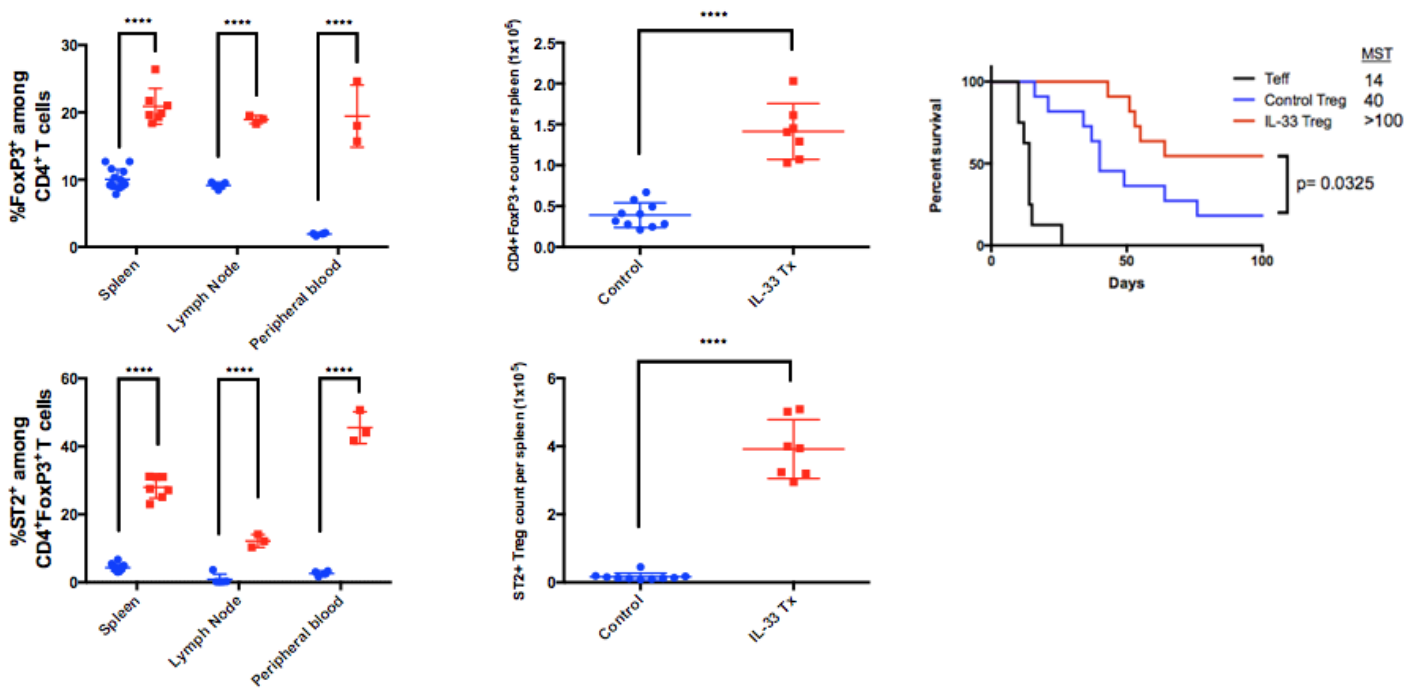 ****
****
****
%FoxP3⁺ among
CD4⁺ T cells
30
20
10
0
Spleen
Lymph Node
Peripheral blood
****
CD4+FoxP3+ count per spleen (1x10⁶)
2.5
2.0
1.5
1.0
0.5
0.0
Control
IL-33 Tx
Percent survival
100
50
0
0
50
100
Days
MST
Teff 14
Control Treg 40
IL-33 Treg >100
p= 0.0325
****
****
****
%ST2⁺ among
CD4⁺FoxP3⁺T cells
60
40
20
0
Spleen
Lymph Node
Peripheral blood
****
ST2+ Treg count per spleen (1x10⁵)
6
4
2
0
Control
IL-33 Tx